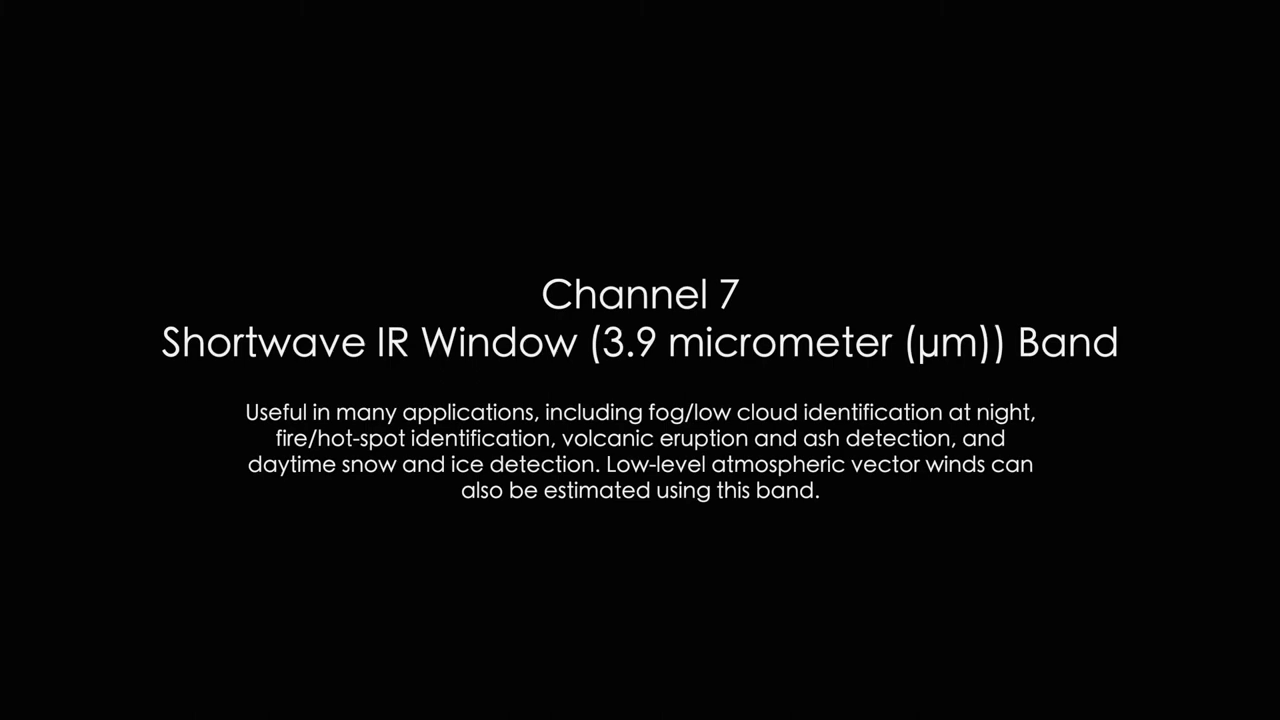 Channel 7
Shortwave IR Window (3.9 micrometer (µm)) Band
Useful in many applications, including fog/low cloud identification at night,
fire/hot-spot identification, volcanic eruption and ash detection, and
daytime snow and ice detection. Low-level atmospheric vector winds can
also be estimated using this band.